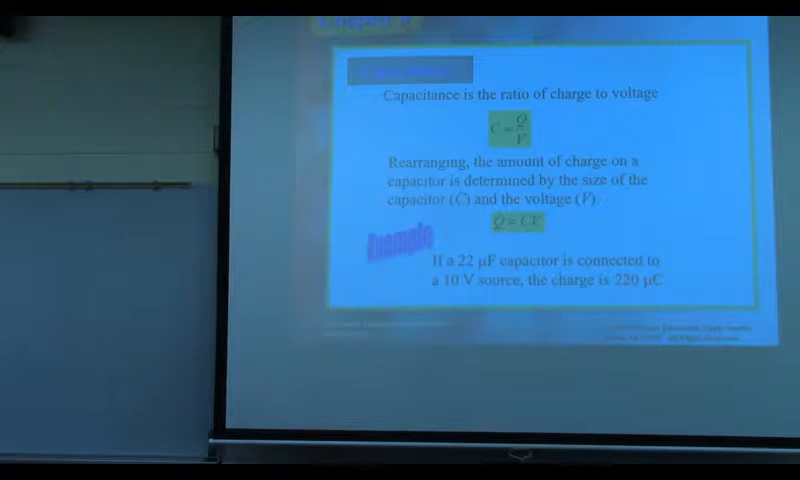 Capacitance is the ratio of charge to voltage
C = Q/V
Rearranging, the amount of charge on a
capacitor is determined by the size of the
capacitor (C) and the voltage (V).
Q = CV
Example
If a 22 µF capacitor is connected to
a 10 V source, the charge is 220 µC